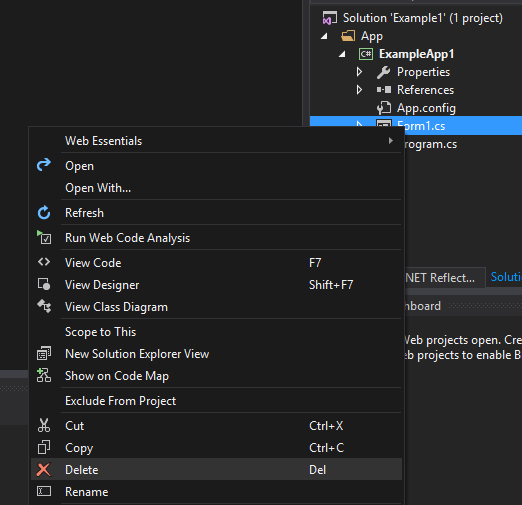 Solution 'Example1' (1 project)
App
C# ExampleApp1
Properties
References
App.config
Form1.cs
rogram.cs
Web Essentials
Open
Open With...
Refresh
Run Web Code Analysis
View Code F7
View Designer Shift+F7
View Class Diagram
Scope to This
New Solution Explorer View
Show on Code Map
Exclude From Project
Cut Ctrl+X
Copy Ctrl+C
Delete Del
Rename
NET Reflect... Solutio
nboard
Web projects open. Cre
eb projects to enable B